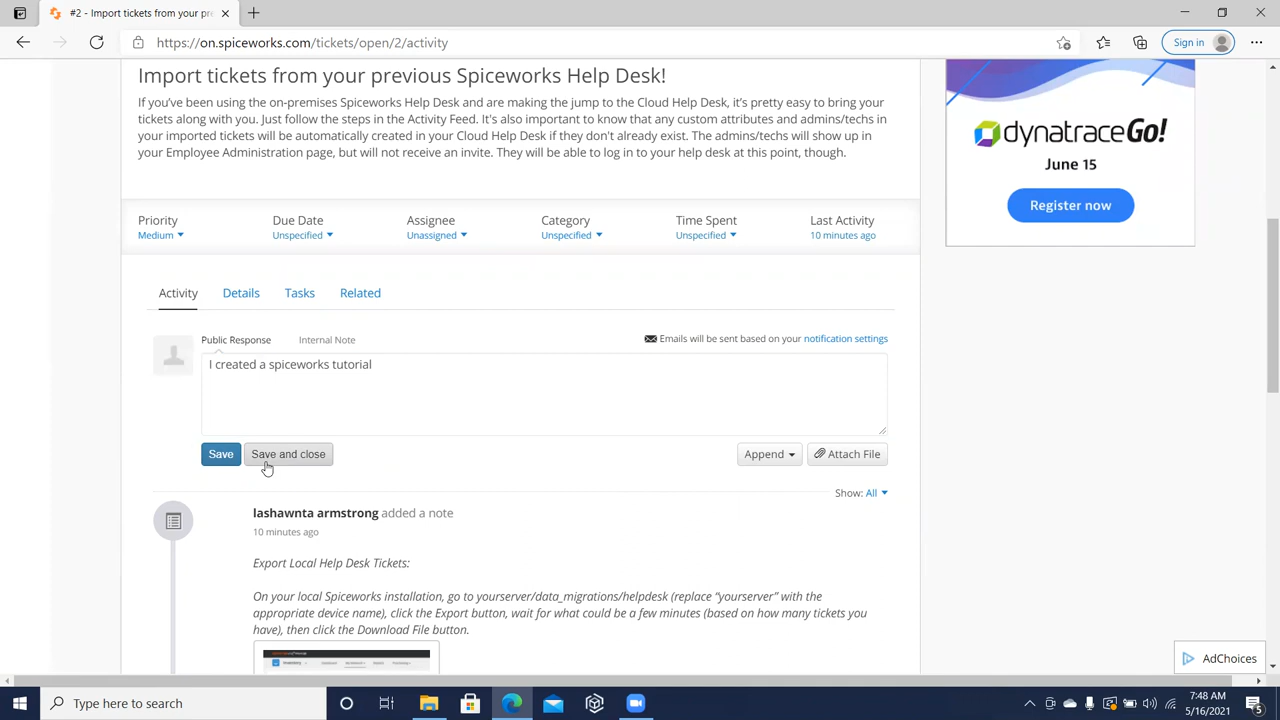 #2 - Import tickets from your pre
https://on.spiceworks.com/tickets/open/2/activity
Sign in
Import tickets from your previous Spiceworks Help Desk!
If you've been using the on-premises Spiceworks Help Desk and are making the jump to the Cloud Help Desk, it's pretty easy to bring your
tickets along with you. Just follow the steps in the Activity Feed. It's also important to know that any custom attributes and admins/techs in
your imported tickets will be automatically created in your Cloud Help Desk if they don't already exist. The admins/techs will show up in
your Employee Administration page, but will not receive an invite. They will be able to log in to your help desk at this point, though.
dynatrace Go!
June 15
Register now
Priority Due Date Assignee Category Time Spent Last Activity
Medium Unspecified Unassigned Unspecified Unspecified 10 minutes ago
Activity Details Tasks Related
Public Response Internal Note Emails will be sent based on your notification settings
I created a spiceworks tutorial
Save Save and close Append Attach File
Show: All
lashawnta armstrong added a note
10 minutes ago
Export Local Help Desk Tickets:
On your local Spiceworks installation, go to yourserver/data_migrations/helpdesk (replace "yourserver" with the
appropriate device name), click the Export button, wait for what could be a few minutes (based on how many tickets you
have), then click the Download File button.
AdChoices
Type here to search
7:48 AM
5/16/2021
5